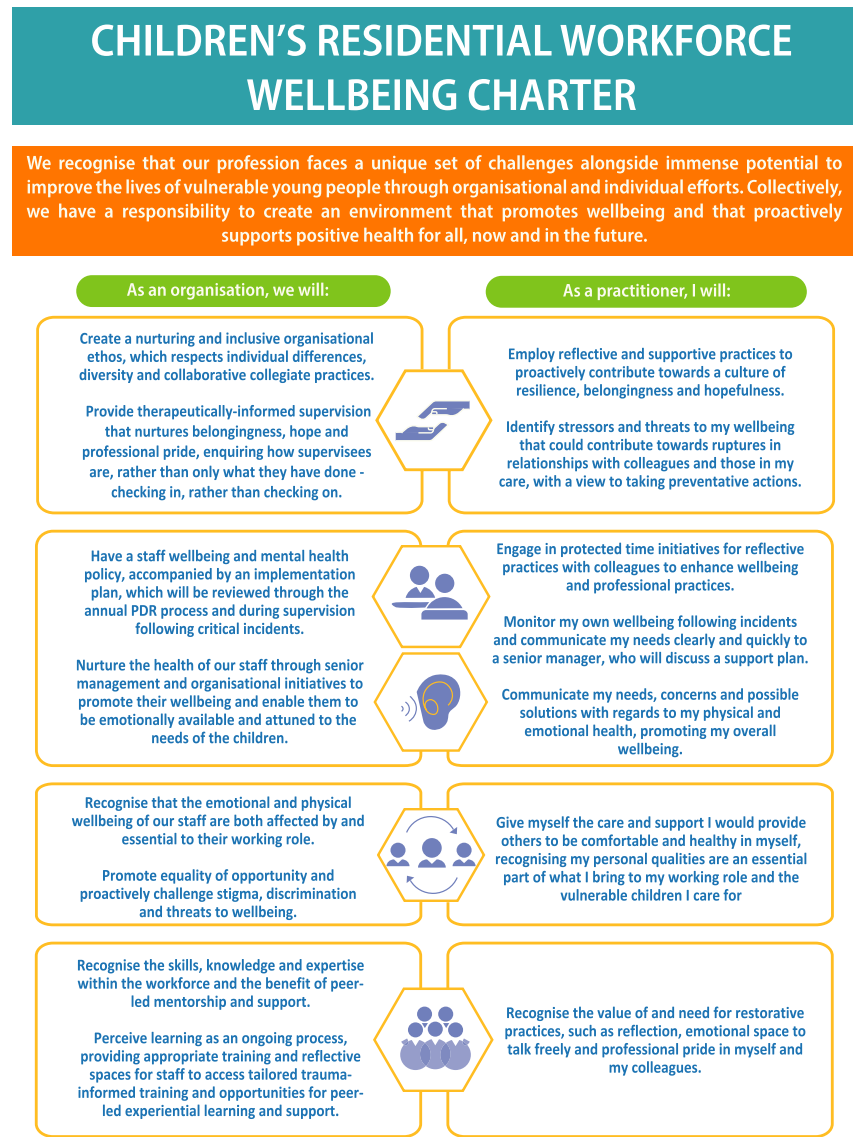 CHILDREN'S RESIDENTIAL WORKFORCE
WELLBEING CHARTER
We recognise that our profession faces a unique set of challenges alongside immense potential to
improve the lives of vulnerable young people through organisational and individual efforts. Collectively,
we have a responsibility to create an environment that promotes wellbeing and that proactively
supports positive health for all, now and in the future.
As an organisation, we will:
As a practitioner, I will:
Create a nurturing and inclusive organisational
ethos, which respects individual differences,
diversity and collaborative collegiate practices.
Provide therapeutically-informed supervision
that nurtures belongingness, hope and
professional pride, enquiring how supervisees
are, rather than only what they have done -
checking in, rather than checking on.
Employ reflective and supportive practices to
proactively contribute towards a culture of
resilience, belongingness and hopefulness.
Identify stressors and threats to my wellbeing
that could contribute towards ruptures in
relationships with colleagues and those in my
care, with a view to taking preventative actions.
Have a staff wellbeing and mental health
policy, accompanied by an implementation
plan, which will be reviewed through the
annual PDR process and during supervision
following critical incidents.
Nurture the health of our staff through senior
management and organisational initiatives to
promote their wellbeing and enable them to
be emotionally available and attuned to the
needs of the children.
Engage in protected time initiatives for reflective
practices with colleagues to enhance wellbeing
and professional practices.
Monitor my own wellbeing following incidents
and communicate my needs clearly and quickly to
a senior manager, who will discuss a support plan.
Communicate my needs, concerns and possible
solutions with regards to my physical and
emotional health, promoting my overall
wellbeing.
Recognise that the emotional and physical
wellbeing of our staff are both affected by and
essential to their working role.
Promote equality of opportunity and
proactively challenge stigma, discrimination
and threats to wellbeing.
Give myself the care and support I would provide
others to be comfortable and healthy in myself,
recognising my personal qualities are an essential
part of what I bring to my working role and the
vulnerable children I care for
Recognise the skills, knowledge and expertise
within the workforce and the benefit of peer-
led mentorship and support.
Perceive learning as an ongoing process,
providing appropriate training and reflective
spaces for staff to access tailored trauma-
informed training and opportunities for peer-
led experiential learning and support.
Recognise the value of and need for restorative
practices, such as reflection, emotional space to
talk freely and professional pride in myself and
my colleagues.